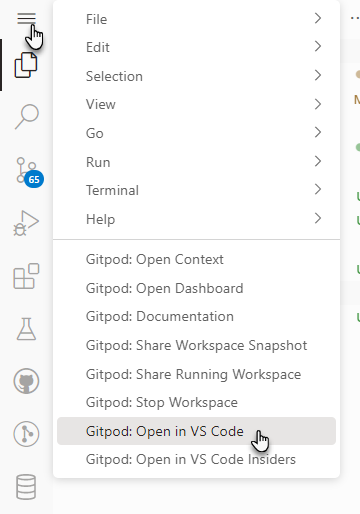 File
Edit
Selection
View
Go
Run
Terminal
Help
65
Gitpod: Open Context
Gitpod: Open Dashboard
Gitpod: Documentation
Gitpod: Share Workspace Snapshot
Gitpod: Share Running Workspace
Gitpod: Stop Workspace
Gitpod: Open in VS Code
Gitpod: Open in VS Code Insiders